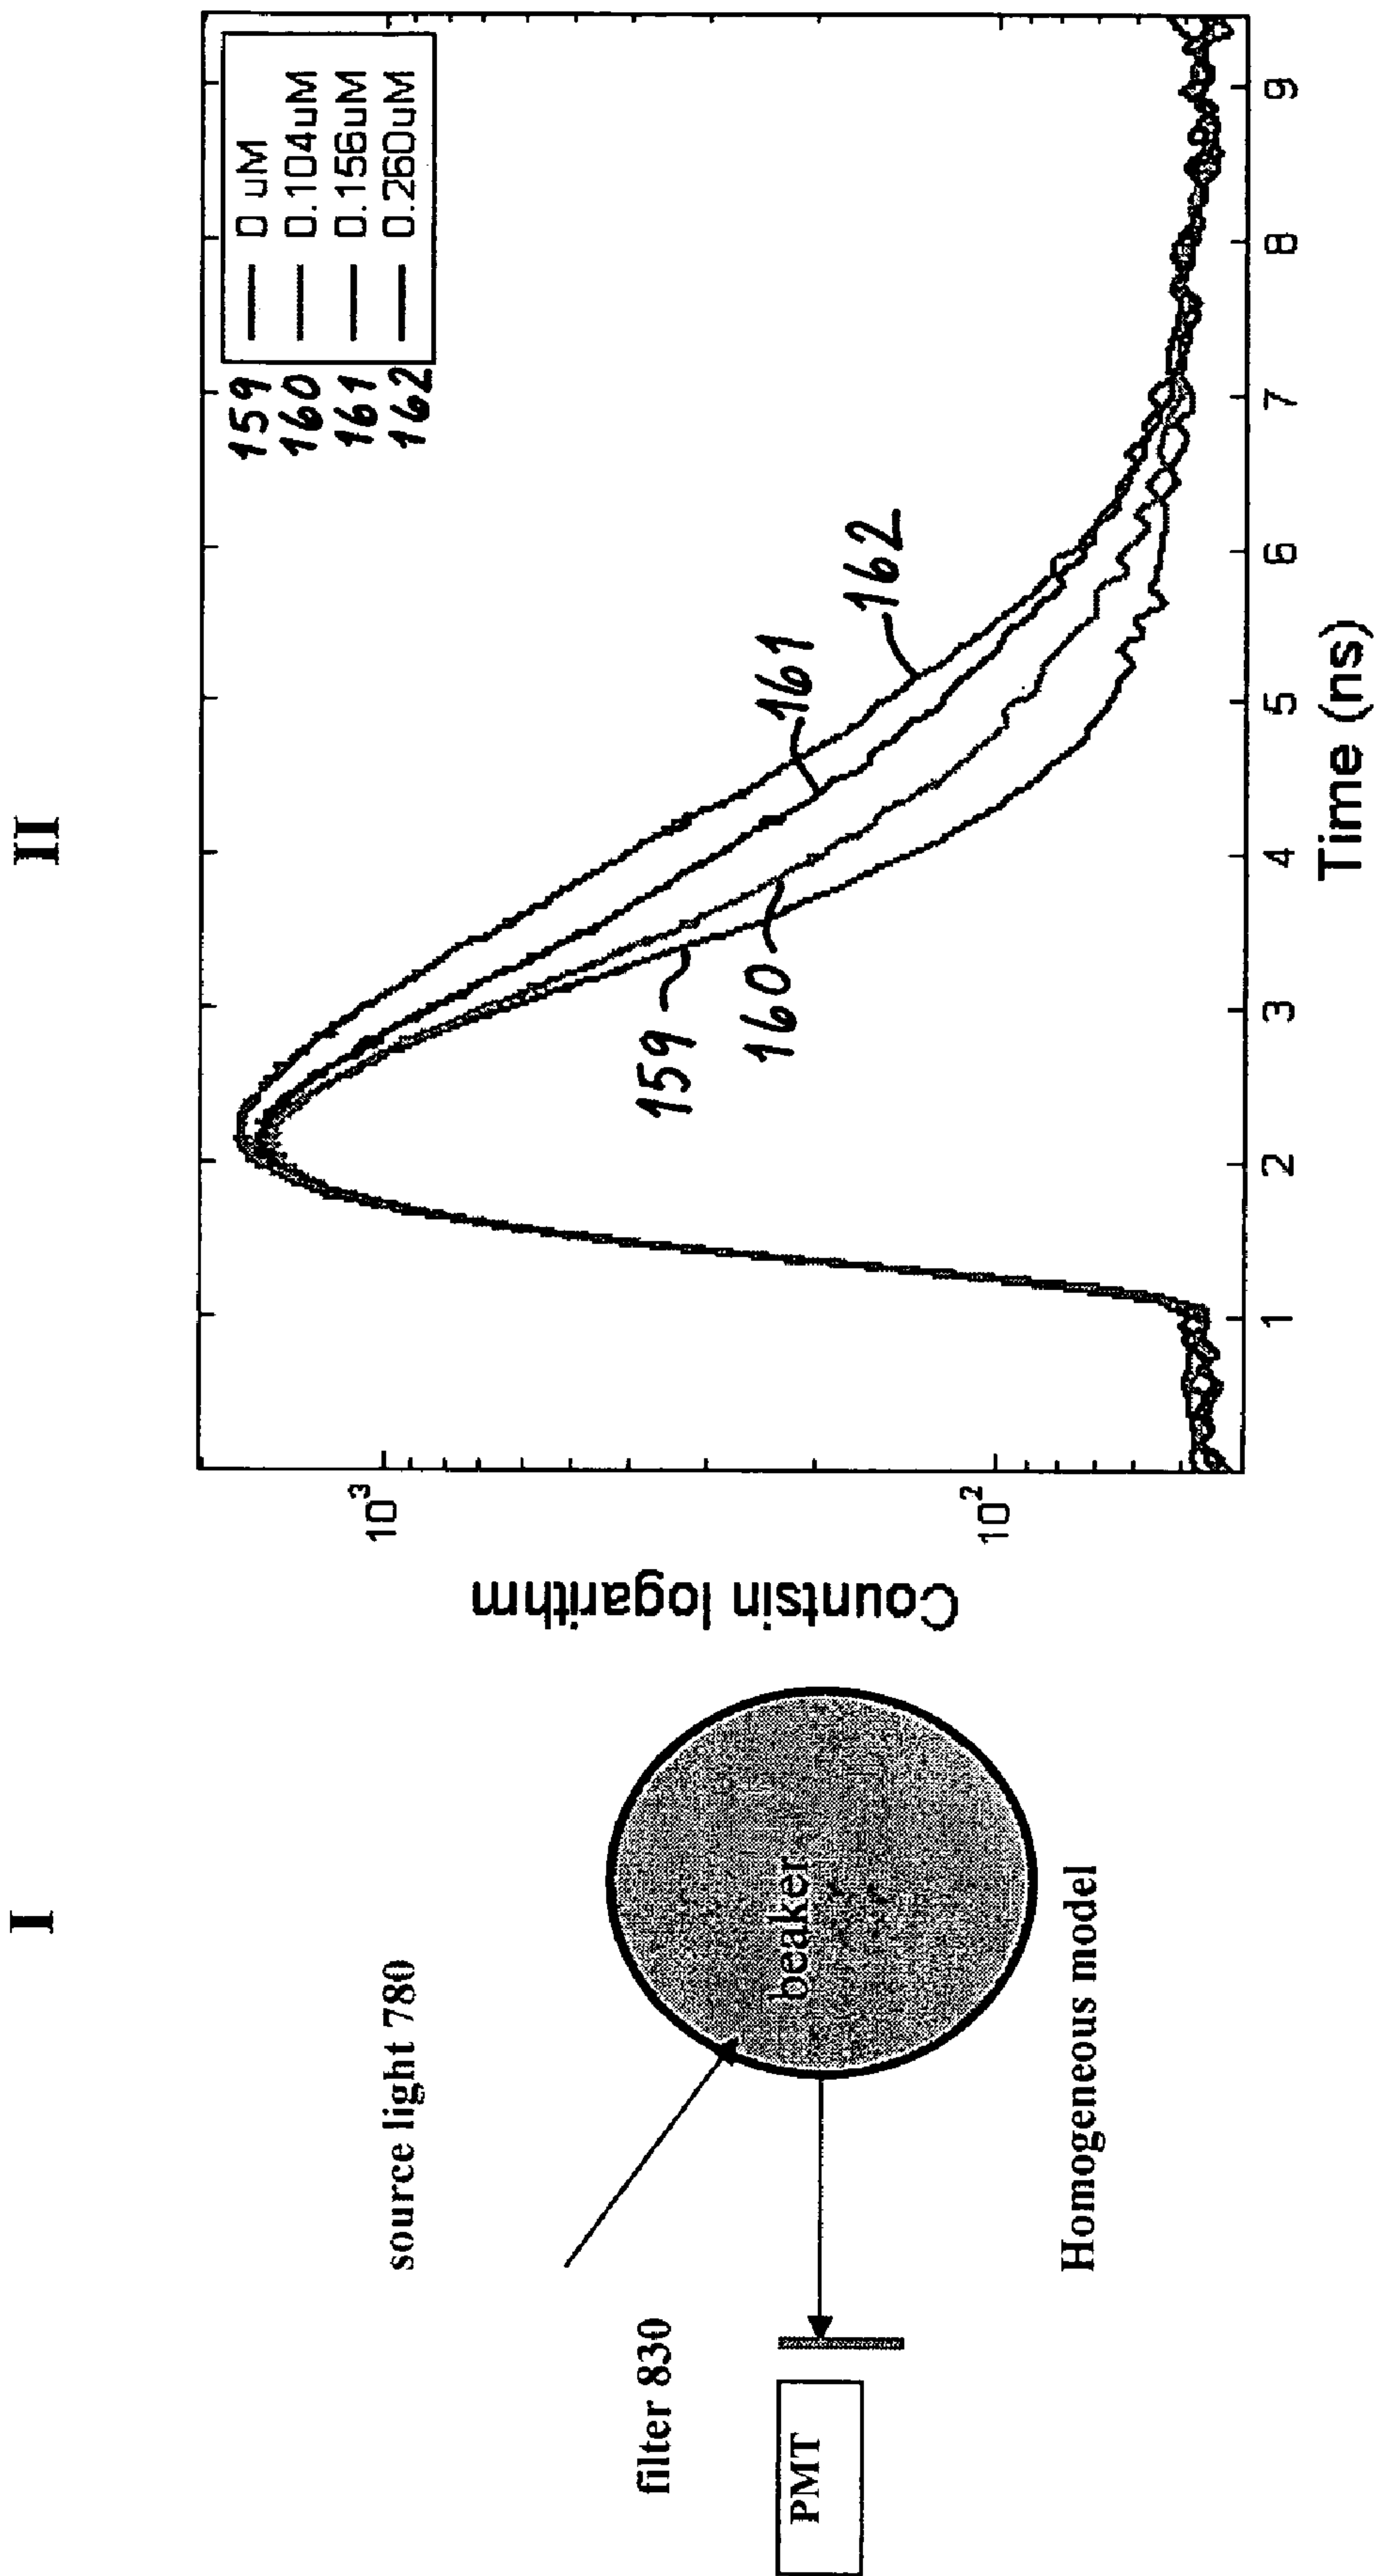 I
source light 780
filter 830
PMT
beaker
Homogeneous model
II
Countsin logarithm
10³
10²
159 0 uM
160 0.104uM
161 0.156uM
162 0.260uM
159
160
161
162
1 2 3 4 5 6 7 8 9
Time (ns)